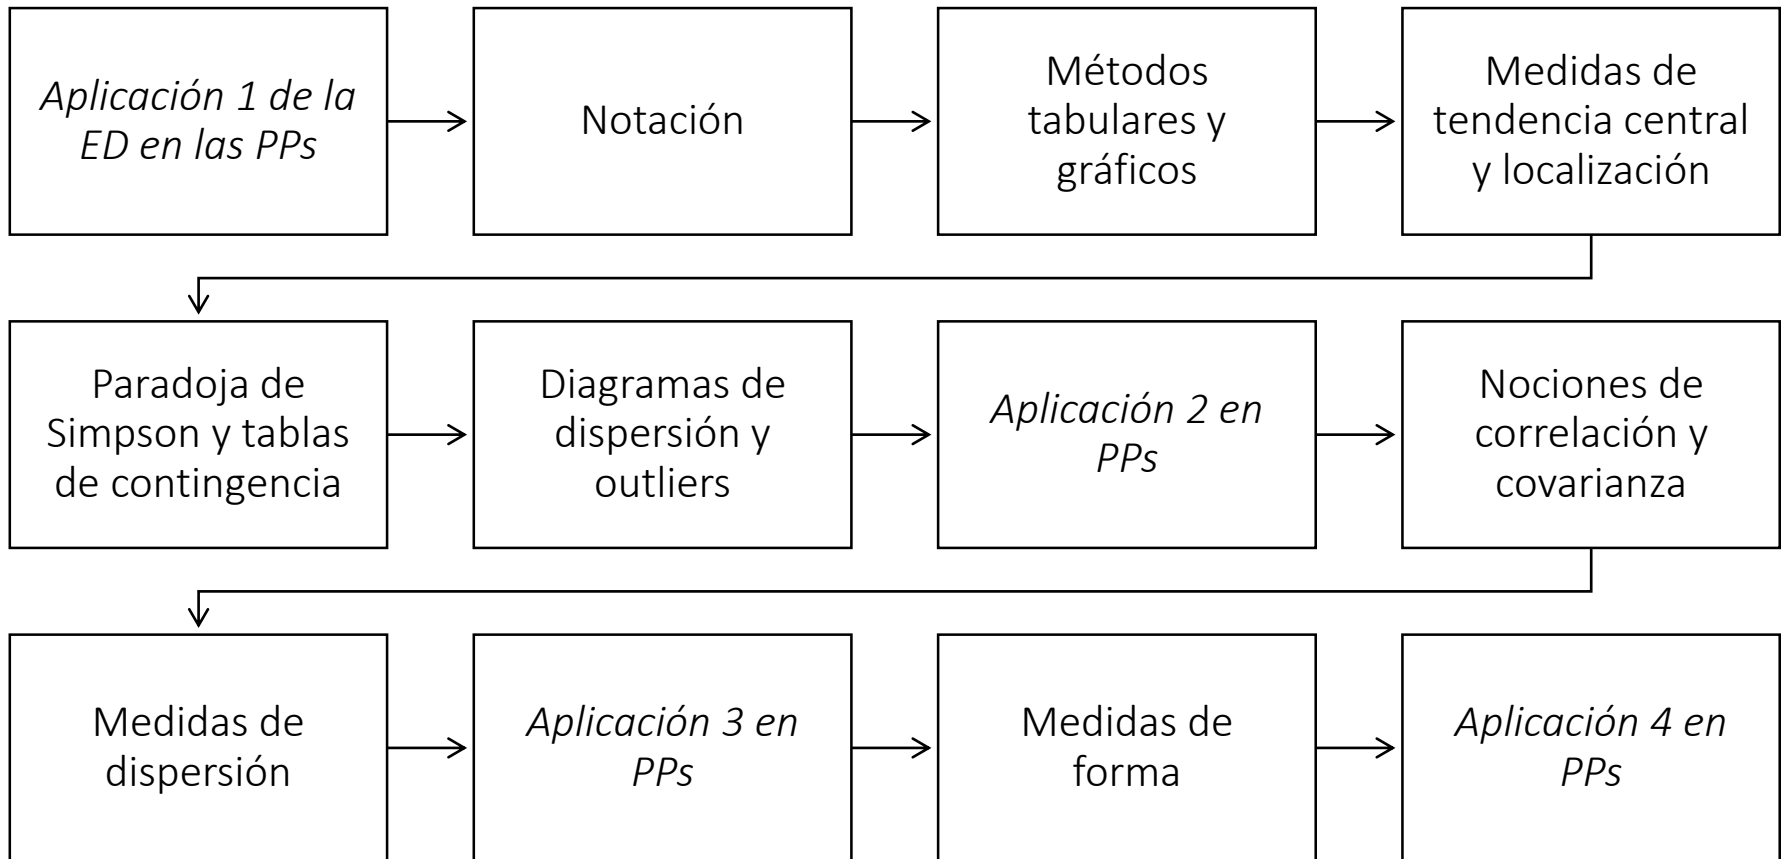 Aplicación 1 de la
ED en las PPs
Notación
Métodos
tabulares y
gráficos
Medidas de
tendencia central
y localización
Paradoja de
Simpson y tablas
de contingencia
Diagramas de
dispersión y
outliers
Aplicación 2 en
PPs
Nociones de
correlación y
covarianza
Medidas de
dispersión
Aplicación 3 en
PPs
Medidas de
forma
Aplicación 4 en
PPs